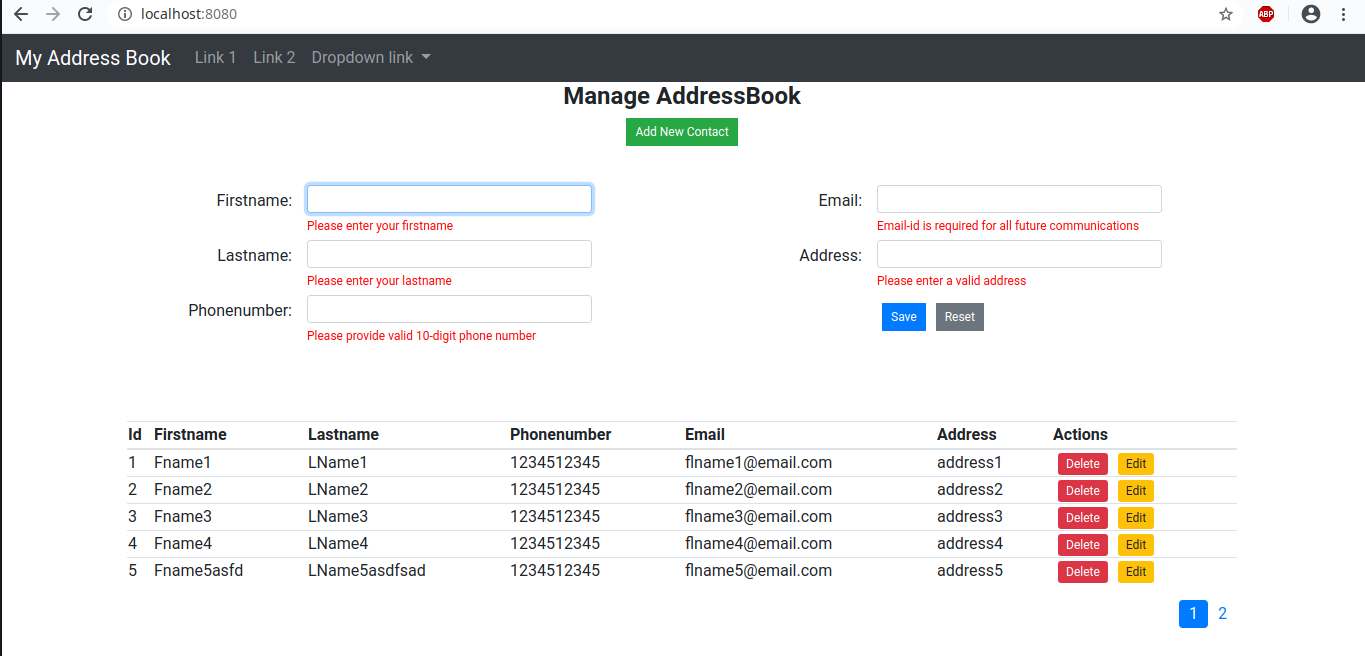 localhost:8080
ABP
My Address Book Link 1 Link 2 Dropdown link
Manage AddressBook
Add New Contact
Firstname:
Please enter your firstname
Lastname:
Please enter your lastname
Phonenumber:
Please provide valid 10-digit phone number
Email:
Email-id is required for all future communications
Address:
Please enter a valid address
Save Reset
Id Firstname Lastname Phonenumber Email Address Actions
1 Fname1 LName1 1234512345 flname1@email.com address1 Delete Edit
2 Fname2 LName2 1234512345 flname2@email.com address2 Delete Edit
3 Fname3 LName3 1234512345 flname3@email.com address3 Delete Edit
4 Fname4 LName4 1234512345 flname4@email.com address4 Delete Edit
5 Fname5asfd LName5asdfsad 1234512345 flname5@email.com address5 Delete Edit
1 2